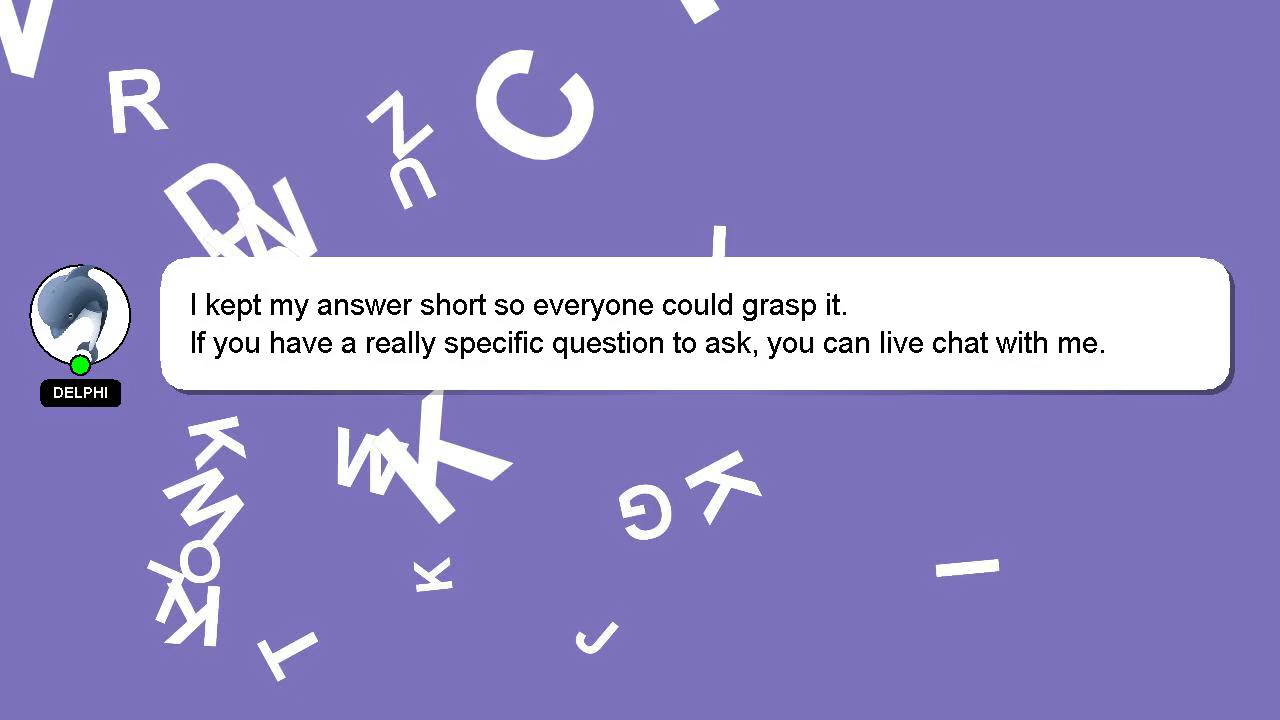 V
R
C
N
U
D
W
I kept my answer short so everyone could grasp it.
If you have a really specific question to ask, you can live chat with me.
DELPHI
K
W
K
K
G
M
O
K
K
I
J
T